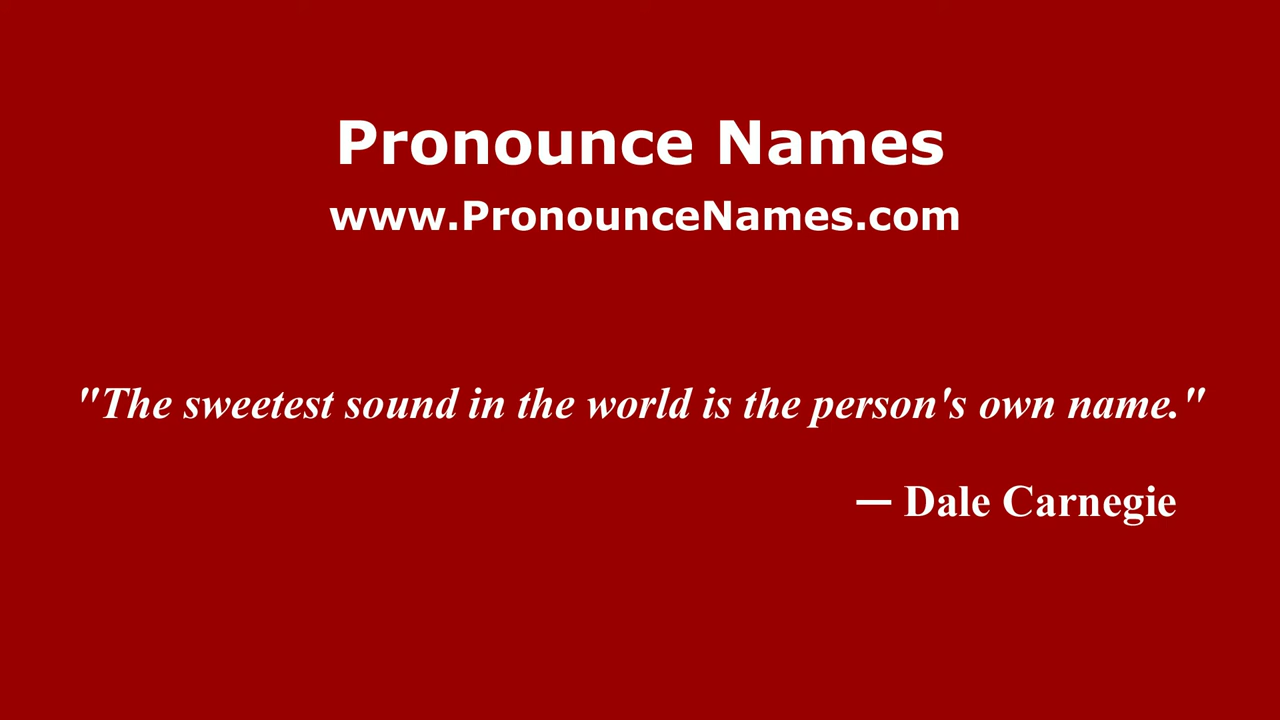 Pronounce Names
www.PronounceNames.com
"The sweetest sound in the world is the person's own name."
— Dale Carnegie